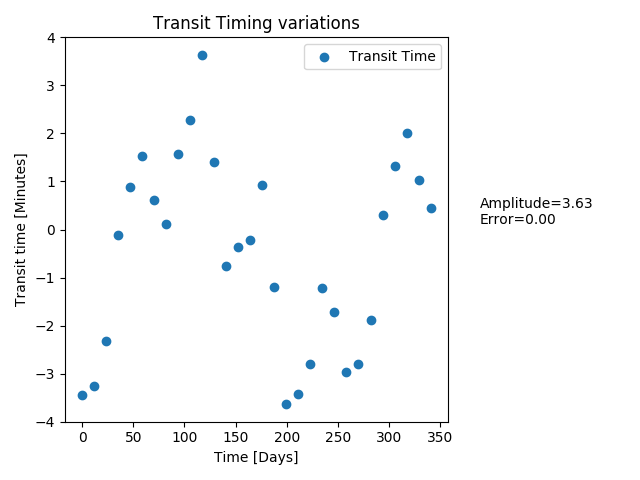 Transit Timing variations
4
3
2
1
0
−1
−2
−3
−4
Transit time [Minutes]
Transit Time
Amplitude=3.63
Error=0.00
0 50 100 150 200 250 300 350
Time [Days]